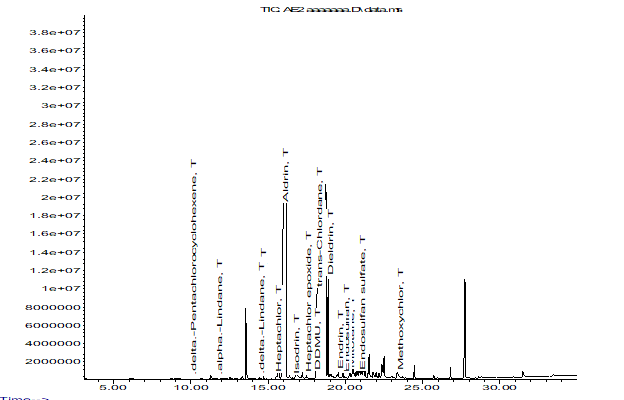 TIC: AE2 aaaaaaa.D\data.ms
3.8e+07
3.6e+07
3.4e+07
3.2e+07
3e+07
2.8e+07
2.6e+07
2.4e+07
2.2e+07
2e+07
1.8e+07
1.6e+07
1.4e+07
1.2e+07
1e+07
8000000
6000000
4000000
2000000
.delta.-Pentachlorocyclohexene, T
.alpha.-Lindane, T
.delta.-Lindane, T
T
Heptachlor, T
Aldrin, T
Isodrin, T
Heptachlor epoxide, T
DDMU, T
trans-Chlordane, T
Dieldrin, T
Endrin, T
T
Endosulfan sulfate, T
Methoxychlor, T
5.00
10.00
15.00
20.00
25.00
30.00
Time-->